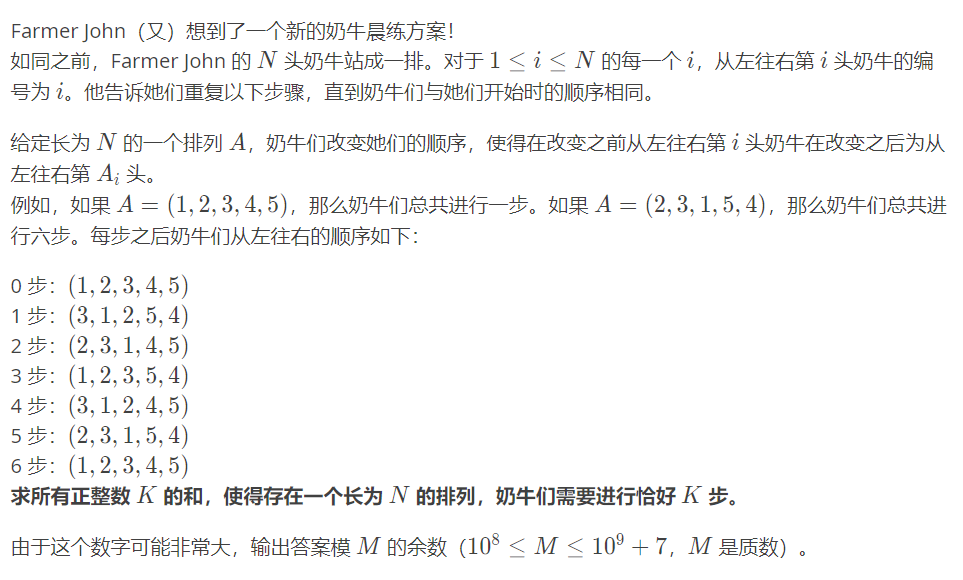 Farmer John（又）想到了一个新的奶牛晨练方案！
如同之前，Farmer John 的 N 头奶牛站成一排。对于 1 ≤ i ≤ N 的每一个 i，从左往右第 i 头奶牛的编
号为 i。他告诉她们重复以下步骤，直到奶牛们与她们开始时的顺序相同。
给定长为 N 的一个排列 A，奶牛们改变她们的顺序，使得在改变之前从左往右第 i 头奶牛在改变之后为从
左往右第 A_i 头。
例如，如果 A = (1, 2, 3, 4, 5)，那么奶牛们总共进行一步。如果 A = (2, 3, 1, 5, 4)，那么奶牛们总共进
行六步。每步之后奶牛们从左往右的顺序如下：
0 步：(1, 2, 3, 4, 5)
1 步：(3, 1, 2, 5, 4)
2 步：(2, 3, 1, 4, 5)
3 步：(1, 2, 3, 5, 4)
4 步：(3, 1, 2, 4, 5)
5 步：(2, 3, 1, 5, 4)
6 步：(1, 2, 3, 4, 5)
求所有正整数 K 的和，使得存在一个长为 N 的排列，奶牛们需要进行恰好 K 步。
由于这个数字可能非常大，输出答案模 M 的余数（10^8 ≤ M ≤ 10^9 + 7，M 是质数）。